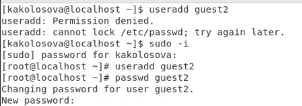 [kakolosova@localhost ~]$ useradd guest2
useradd: Permission denied.
useradd: cannot lock /etc/passwd; try again later.
[kakolosova@localhost ~]$ sudo -i
[sudo] password for kakolosova:
[root@localhost ~]# useradd guest2
[root@localhost ~]# passwd guest2
Changing password for user guest2.
New password: